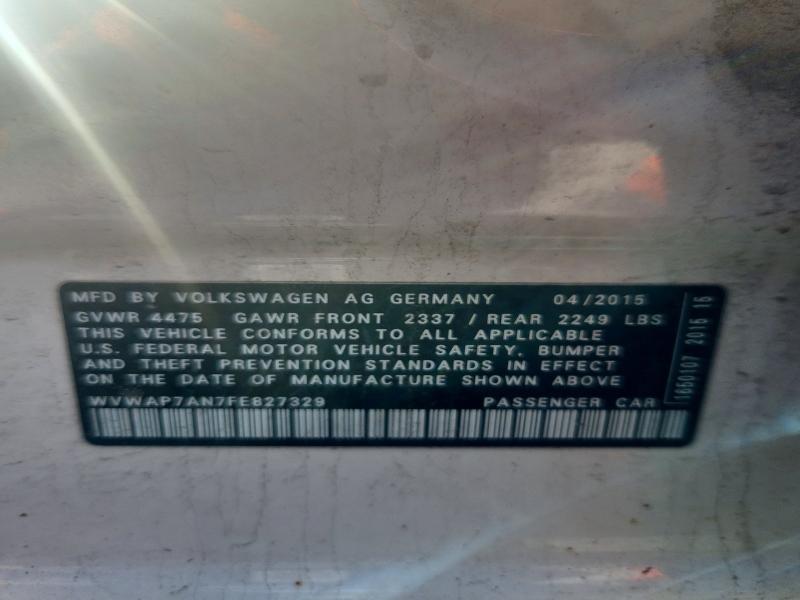 MFD BY VOLKSWAGEN AG GERMANY 04/2015
GVWR 4475 GAWR FRONT 2337 / REAR 2249 LBS
THIS VEHICLE CONFORMS TO ALL APPLICABLE
U.S. FEDERAL MOTOR VEHICLE SAFETY, BUMPER
AND THEFT PREVENTION STANDARDS IN EFFECT
ON THE DATE OF MANUFACTURE SHOWN ABOVE
WVWAP7AN7FE827329 PASSENGER CAR
1650107 2015 15